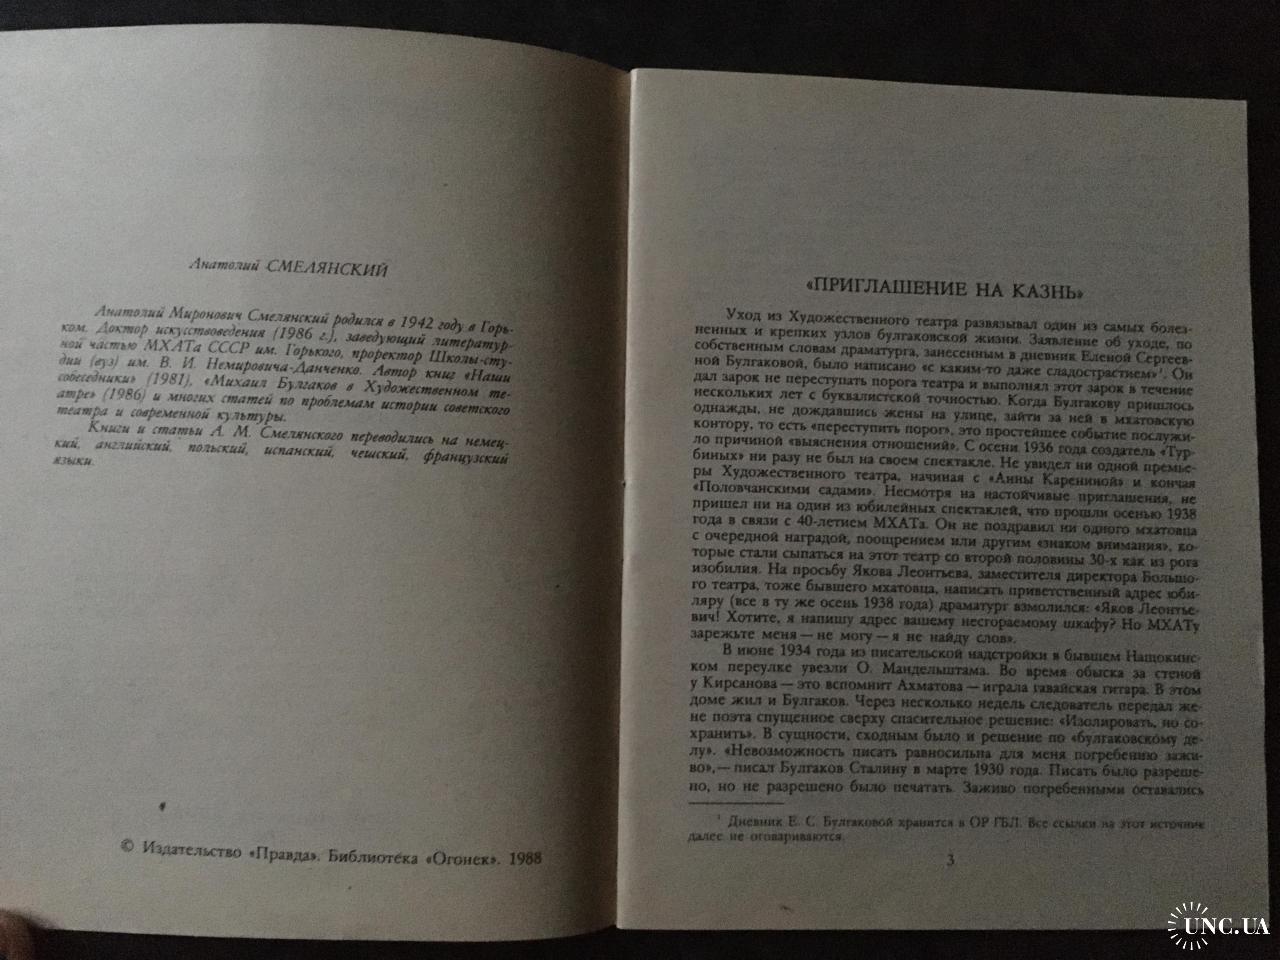 Анатолий СМЕЛЯНСКИЙ
Анатолий Миронович Смелянский родился в 1942 году в Горь-
ком. Доктор искусствоведения (1986 г.), заведующий литератур-
ной частью МХАТа СССР им. Горького, проректор Школы-сту-
дии (вуз) им. В. И. Немировича-Данченко. Автор книг «Наши
собеседники» (1981), «Михаил Булгаков в Художественном те-
атре» (1986) и многих статей по проблемам истории советского
театра и современной культуры.
Книги и статьи А. М. Смелянского переводились на немец-
кий, английский, польский, испанский, чешский, французский
языки.
© Издательство «Правда». Библиотека «Огонек». 1988
«ПРИГЛАШЕНИЕ НА КАЗНЬ»
Уход из Художественного театра развязывал один из самых болез-
ненных и крепких узлов булгаковской жизни. Заявление об уходе, по
собственным словам драматурга, занесенным в дневник Еленой Сергеев-
ной Булгаковой, было написано «с каким-то даже сладострастием»¹. Он
дал зарок не переступать порога театра и выполнял этот зарок в течение
нескольких лет с буквалистской точностью. Когда Булгакову пришлось
однажды, не дождавшись жены на улице, зайти за ней в мхатовскую
контору, то есть «переступить порог», это простейшее событие послужи-
ло причиной «выяснения отношений». С осени 1936 года создатель «Тур-
биных» ни разу не был на своем спектакле. Не увидел ни одной премье-
ры Художественного театра, начиная с «Анны Карениной» и кончая
«Половчанскими садами». Несмотря на настойчивые приглашения, не
пришел ни на один из юбилейных спектаклей, что прошли осенью 1938
года в связи с 40-летием МХАТа. Он не поздравил ни одного мхатовца
с очередной наградой, поощрением или другим «знаком внимания», ко-
торые стали сыпаться на этот театр со второй половины 30-х как из рога
изобилия. На просьбу Якова Леонтьева, заместителя директора Большо-
го театра, тоже бывшего мхатовца, написать приветственный адрес юби-
ляру (все в ту же осень 1938 года) драматург взмолился: «Яков Леонтье-
вич! Хотите, я напишу адрес вашему несгораемому шкафу? Но МХАТу
зарежьте меня — не могу — я не найду слов».
В июне 1934 года из писательской надстройки в бывшем Нащокин-
ском переулке увезли О. Мандельштама. Во время обыска за стеной
у Кирсанова — это вспомнит Ахматова — играла гавайская гитара. В этом
доме жил и Булгаков. Через несколько недель следователь передал же-
не поэта спущенное сверху спасительное решение: «Изолировать, но со-
хранить». В сущности, сходным было и решение по «булгаковскому де-
лу». «Невозможность писать равносильна для меня погребению зажи-
во»,— писал Булгаков Сталину в марте 1930 года. Писать было разреше-
но, но не разрешено было печатать. Заживо погребенными оставались
¹ Дневник Е. С. Булгаковой хранится в ОР ГБЛ. Все ссылки на этот источник
далее не оговариваются.
3
UNC.UA